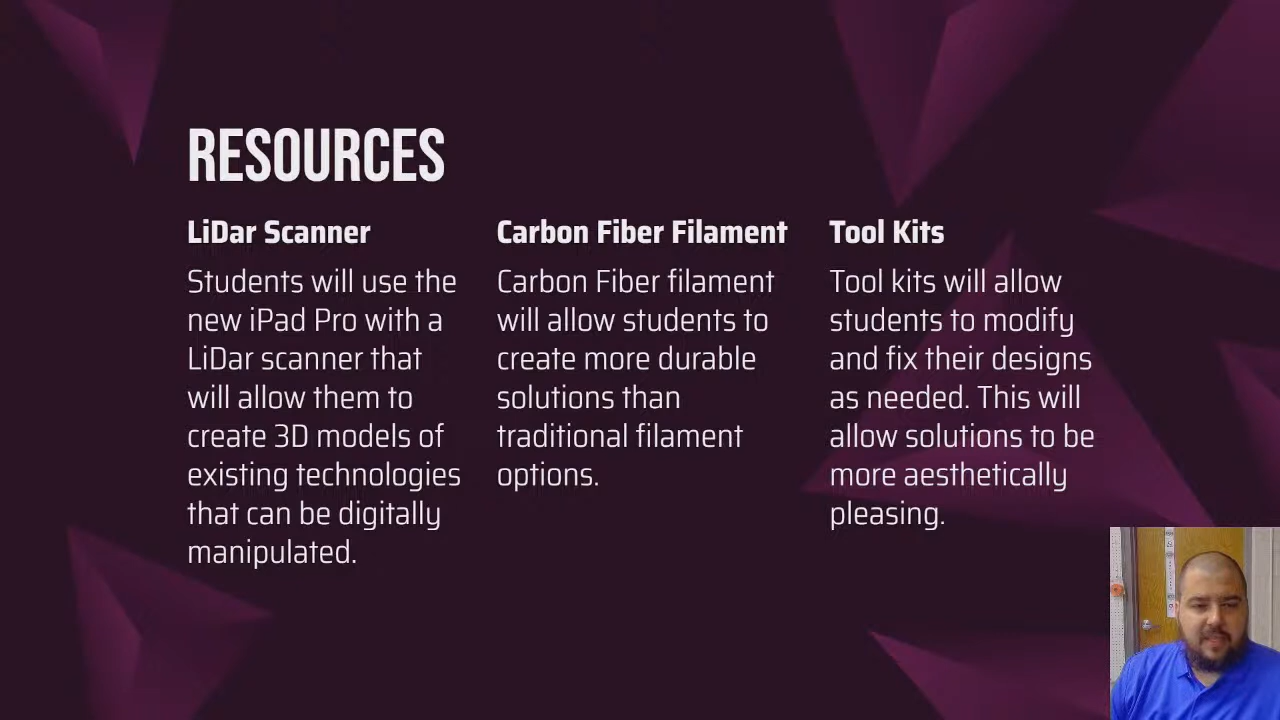 RESOURCES
LiDar Scanner
Students will use the
new iPad Pro with a
LiDar scanner that
will allow them to
create 3D models of
existing technologies
that can be digitally
manipulated.
Carbon Fiber Filament
Carbon Fiber filament
will allow students to
create more durable
solutions than
traditional filament
options.
Tool Kits
Tool kits will allow
students to modify
and fix their designs
as needed. This will
allow solutions to be
more aesthetically
pleasing.